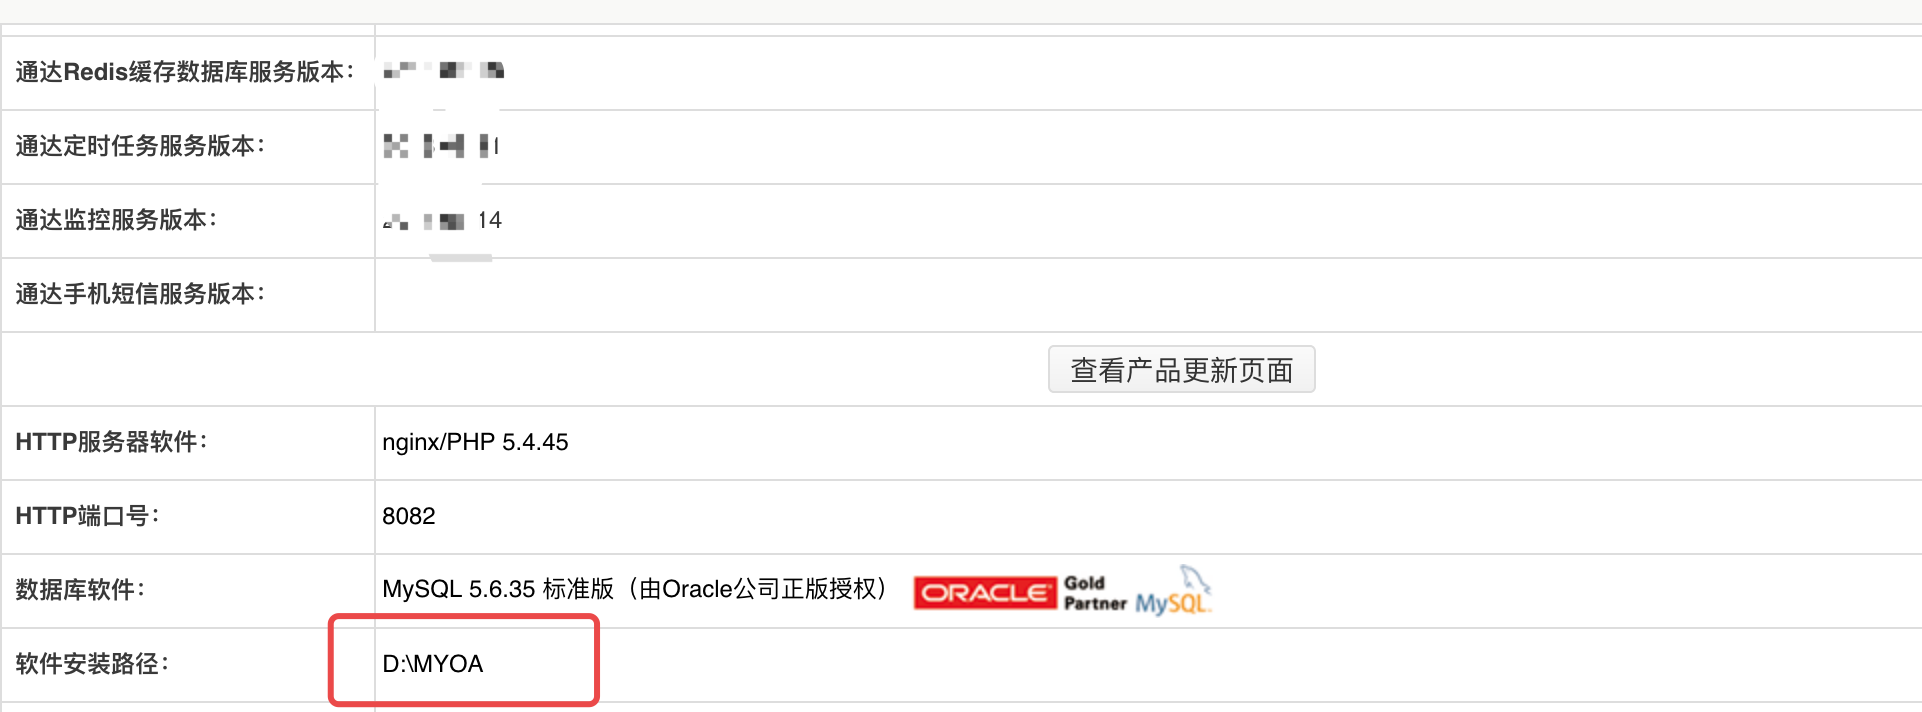 通达Redis缓存数据库服务版本：
通达定时任务服务版本： 1
通达监控服务版本： 14
通达手机短信服务版本：
查看产品更新页面
HTTP服务器软件： nginx/PHP 5.4.45
HTTP端口号： 8082
数据库软件： MySQL 5.6.35 标准版（由Oracle公司正版授权） ORACLE Gold Partner MySQL
软件安装路径： D:\MYOA